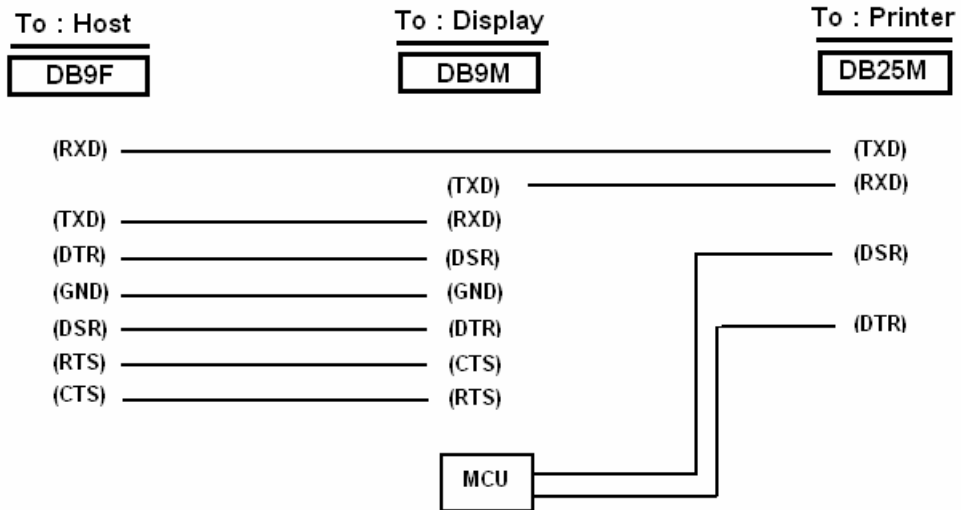 To : Host To : Display To : Printer
DB9F DB9M DB25M
(RXD) (TXD)
(TXD) (RXD)
(TXD) (RXD)
(DTR) (DSR) (DSR)
(GND) (GND)
(DSR) (DTR) (DTR)
(RTS) (CTS)
(CTS) (RTS)
MCU